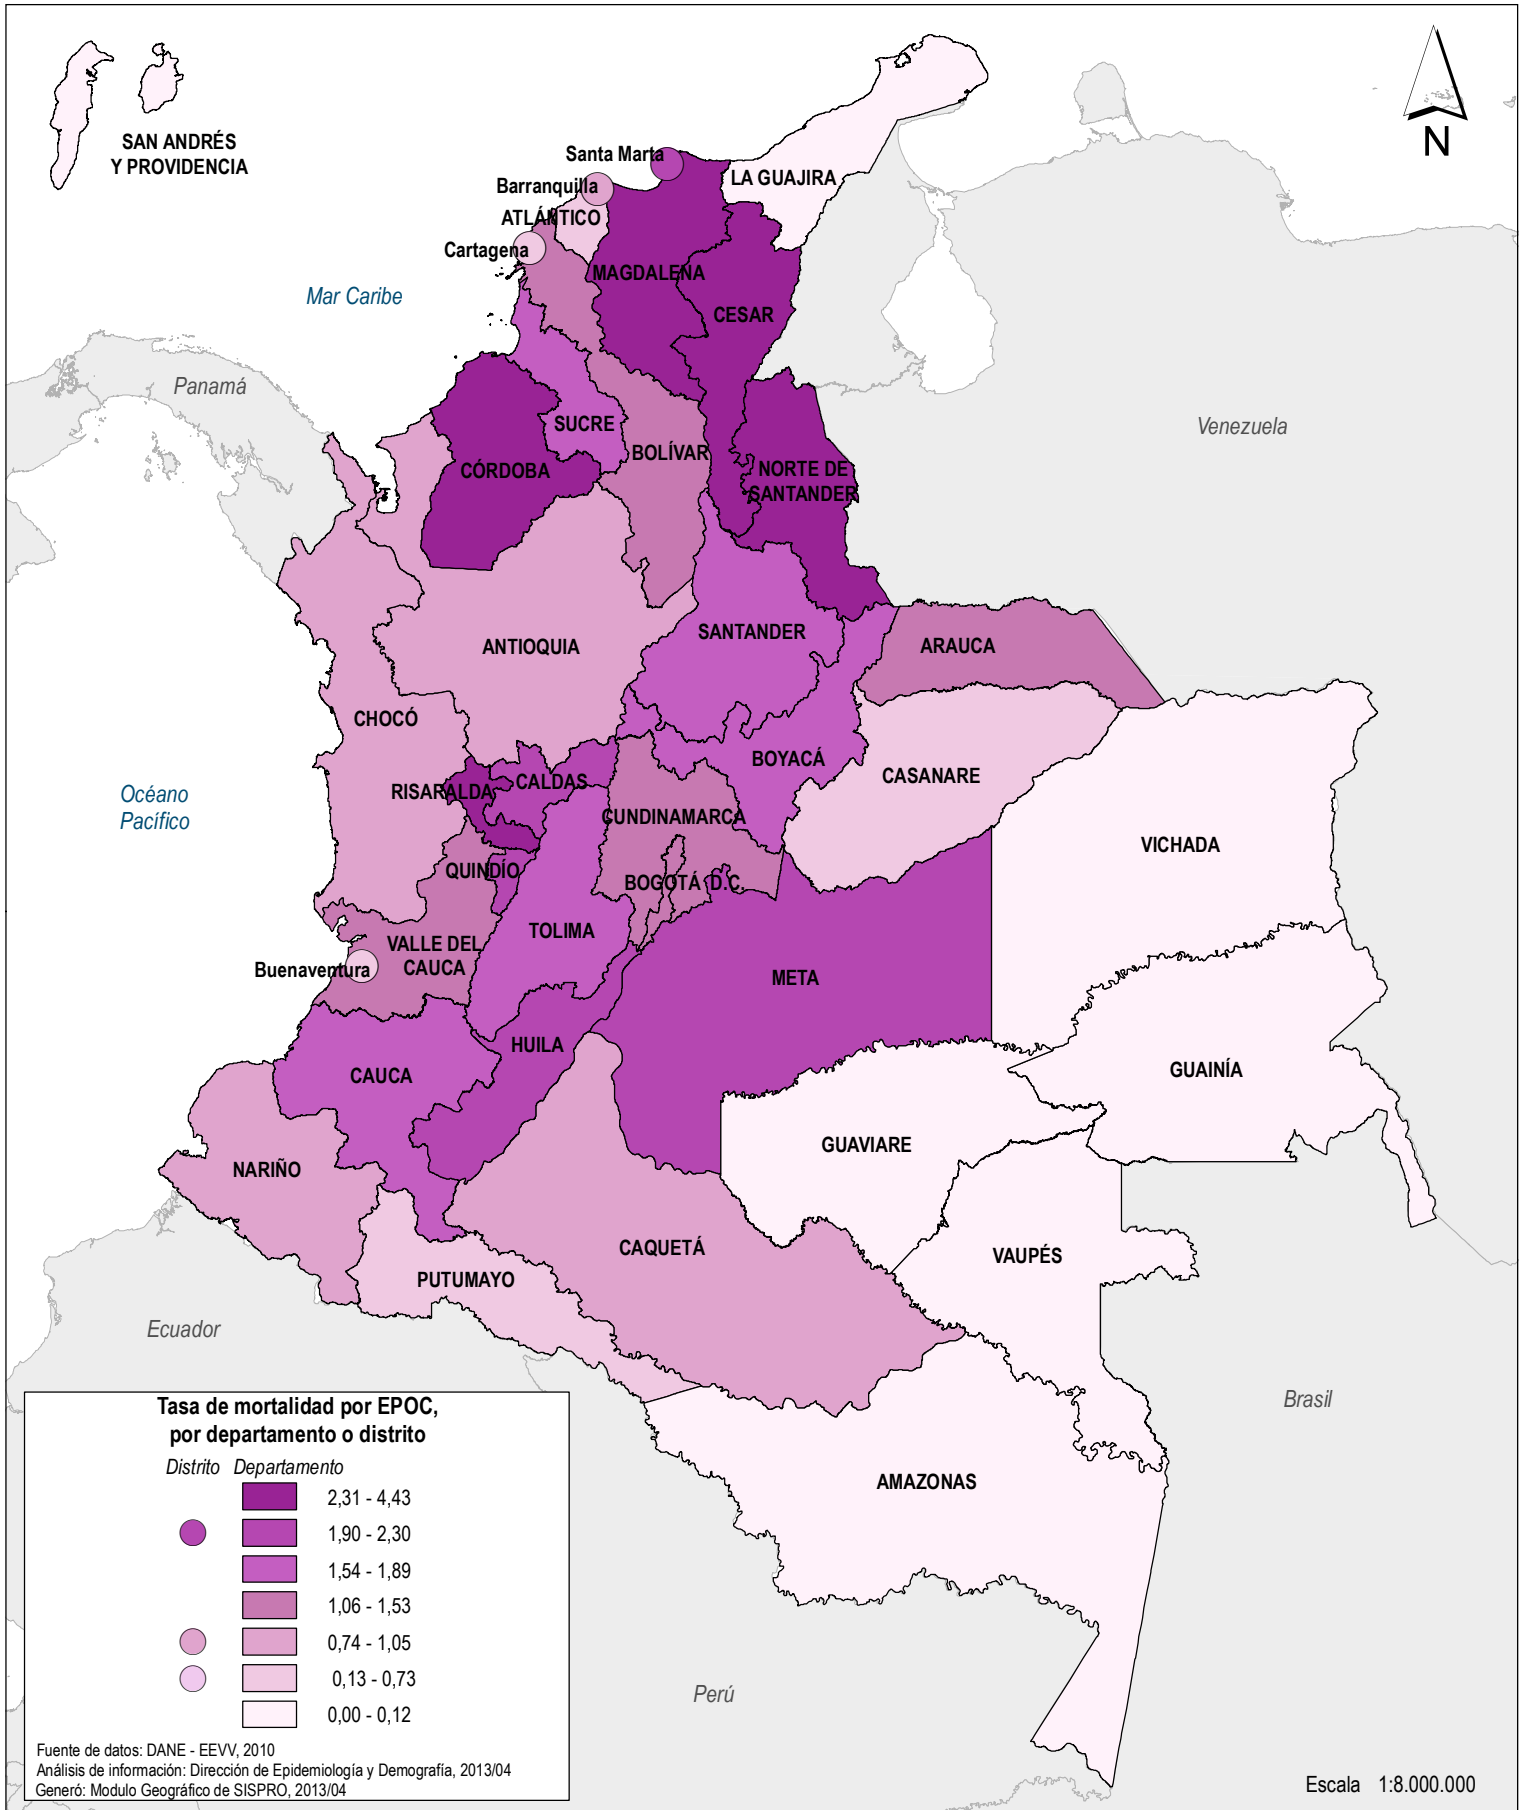 SAN ANDRÉS
Y PROVIDENCIA
N
Santa Marta
LA GUAJIRA
Barranquilla
ATLÁNTICO
Cartagena
MAGDALENA
Mar Caribe
CESAR
Panamá
SUCRE
Venezuela
BOLÍVAR
CÓRDOBA
NORTE DE
SANTANDER
SANTANDER
ARAUCA
ANTIOQUIA
CHOCÓ
BOYACÁ
CASANARE
RISARALDA
CALDAS
Océano
Pacífico
CUNDINAMARCA
VICHADA
QUINDÍO
BOGOTÁ D.C.
TOLIMA
VALLE DEL
CAUCA
Buenaventura
META
HUILA
CAUCA
GUAINÍA
GUAVIARE
NARIÑO
CAQUETÁ
VAUPÉS
PUTUMAYO
Ecuador
Brasil
AMAZONAS
Perú
Tasa de mortalidad por EPOC,
por departamento o distrito
Distrito Departamento
2,31 - 4,43
1,90 - 2,30
1,54 - 1,89
1,06 - 1,53
0,74 - 1,05
0,13 - 0,73
0,00 - 0,12
Fuente de datos: DANE - EEVV, 2010
Análisis de información: Dirección de Epidemiología y Demografía, 2013/04
Generó: Modulo Geográfico de SISPRO, 2013/04
Escala 1:8.000.000